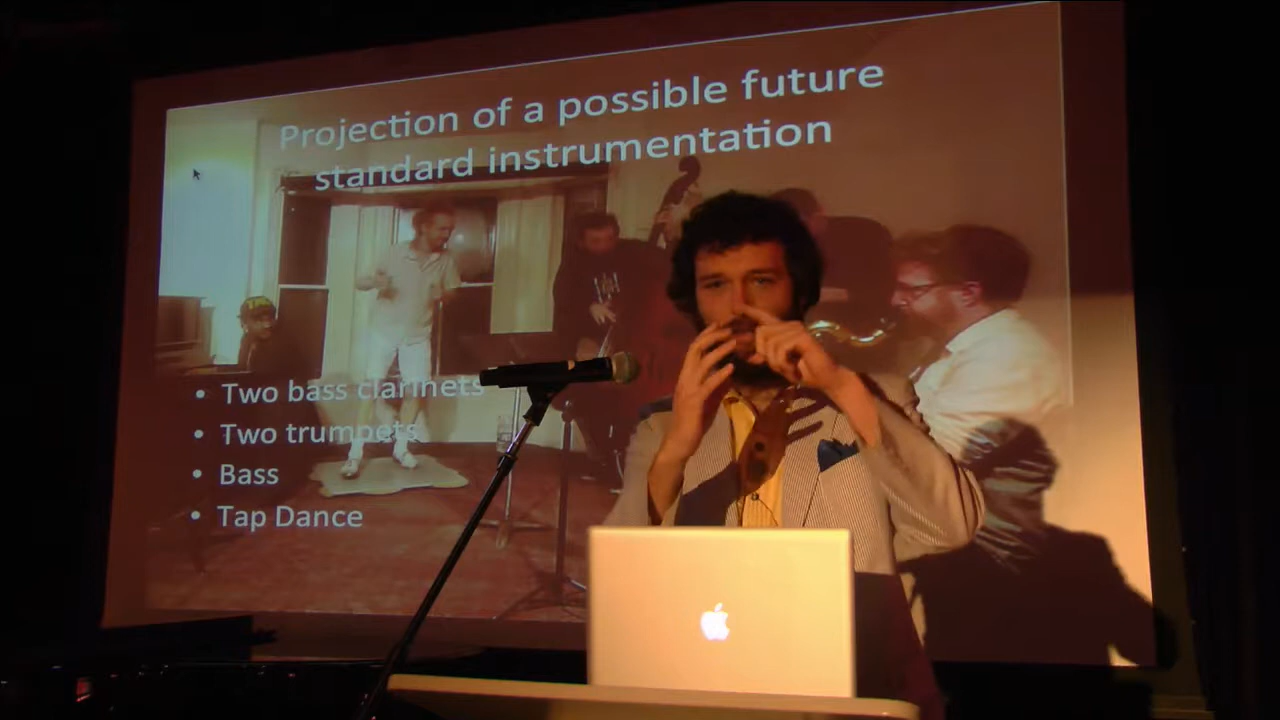 Projection of a possible future
standard instrumentation
• Two bass clarinets
• Two trumpets
• Bass
• Tap Dance